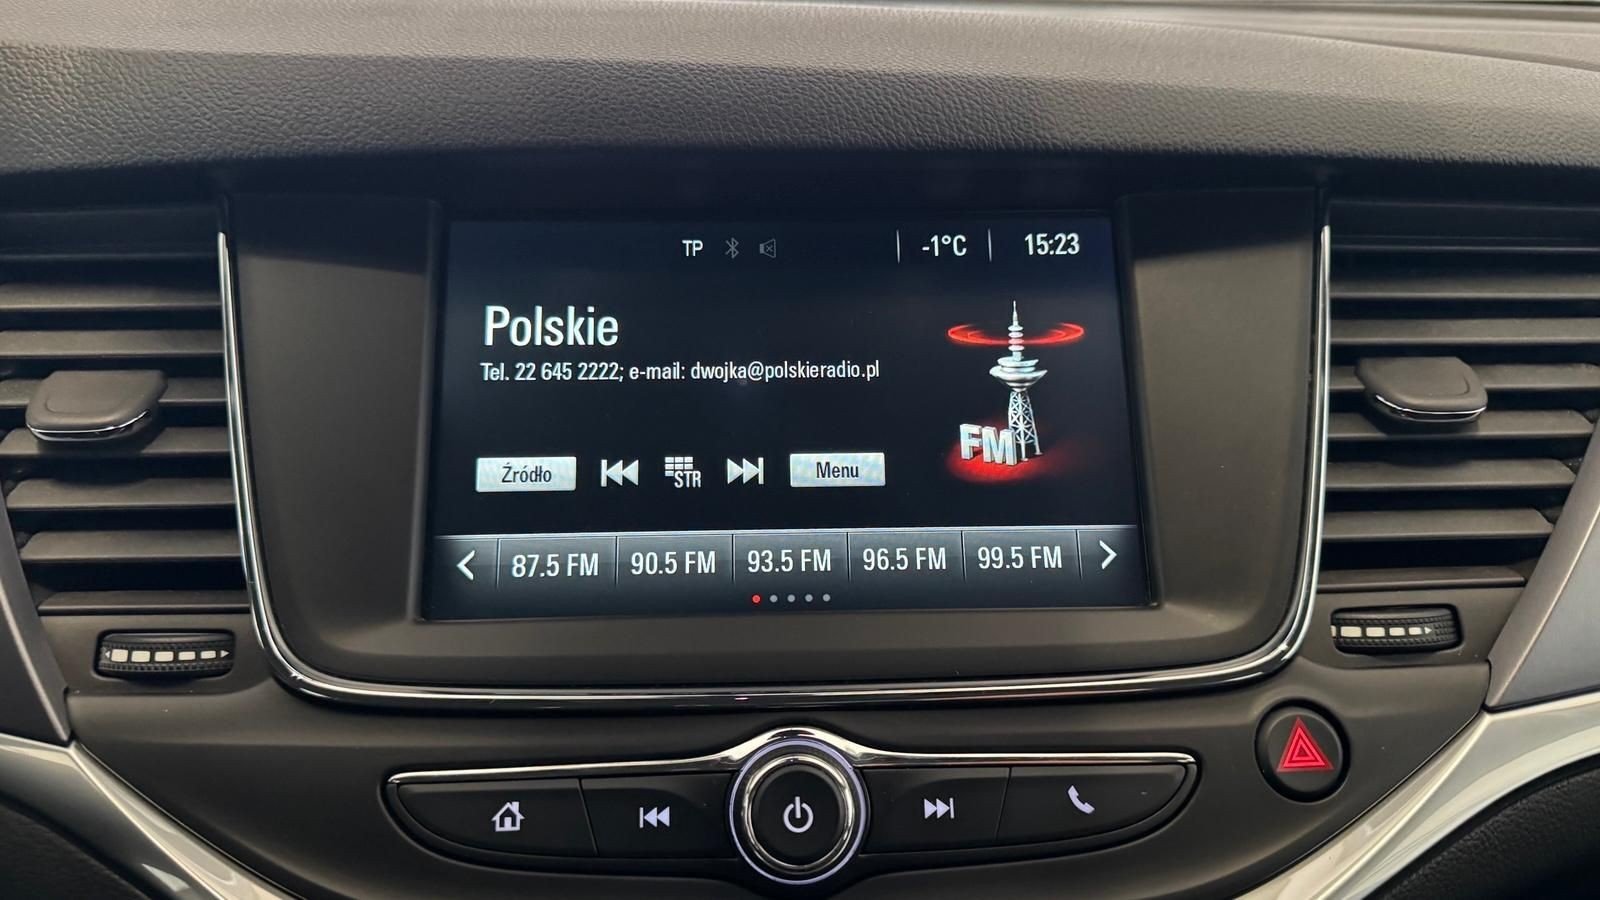 TP -1°C 15:23
Polskie
Tel. 22 645 2222; e-mail: dwojka@polskieradio.pl
FM
Źródło STR Menu
87.5 FM 90.5 FM 93.5 FM 96.5 FM 99.5 FM